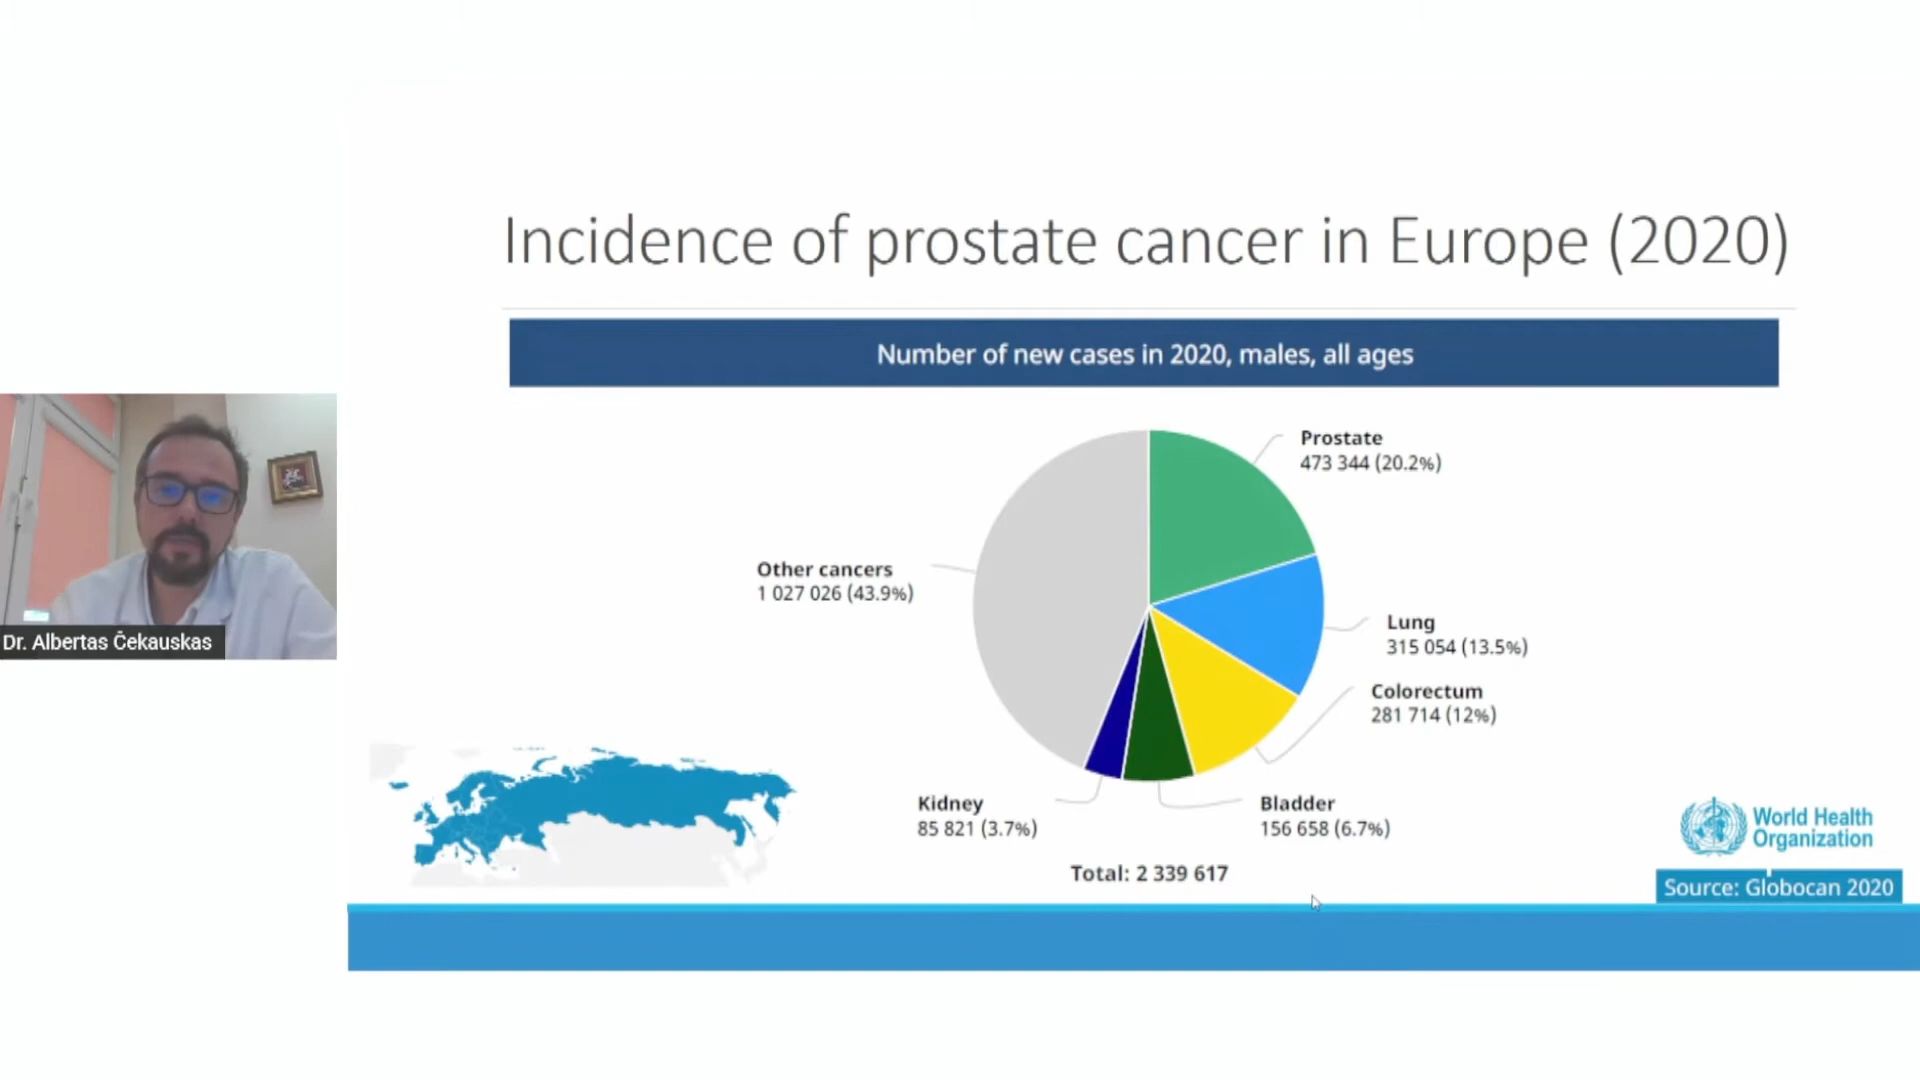 Incidence of prostate cancer in Europe (2020)
Number of new cases in 2020, males, all ages
Prostate
473 344 (20.2%)
Other cancers
1 027 026 (43.9%)
Lung
315 054 (13.5%)
Colorectum
281 714 (12%)
Dr. Albertas Čekauskas
Kidney
85 821 (3.7%)
Bladder
156 658 (6.7%)
Total: 2 339 617
World Health
Organization
Source: Globocan 2020